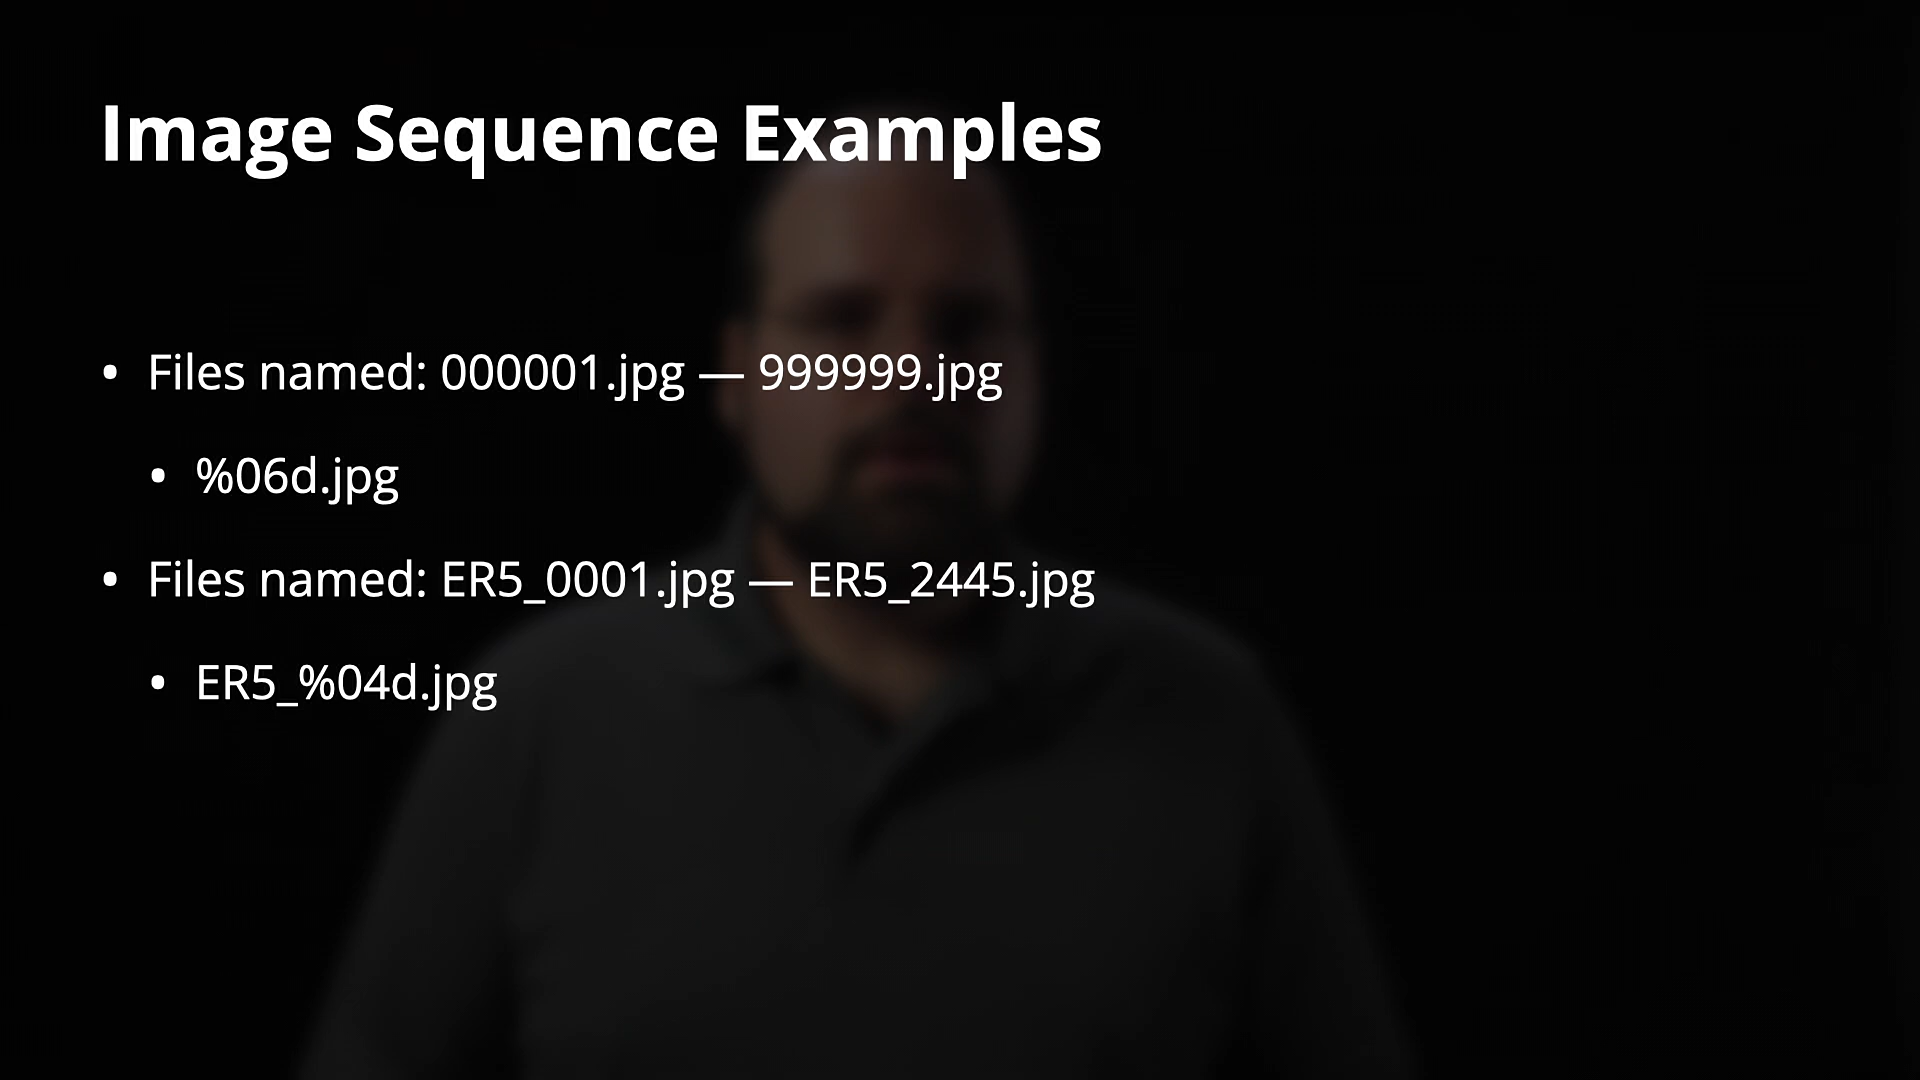 Image Sequence Examples
• Files named: 000001.jpg — 999999.jpg
• %06d.jpg
• Files named: ER5_0001.jpg — ER5_2445.jpg
• ER5_%04d.jpg